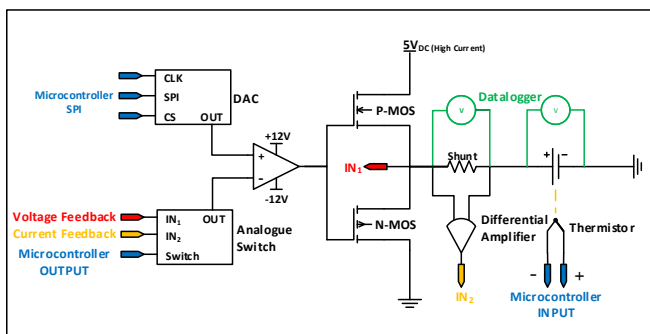 5V DC (High Current)
CLK
Microcontroller
SPI
SPI
CS
OUT
DAC
+12V
+
−
-12V
P-MOS
N-MOS
IN1
Voltage Feedback
Current Feedback
Microcontroller
OUTPUT
IN1
IN2
Switch
OUT
Analogue
Switch
V
Datalogger
V
Shunt
+
−
Differential
Amplifier
IN2
Thermistor
-
+
Microcontroller
INPUT